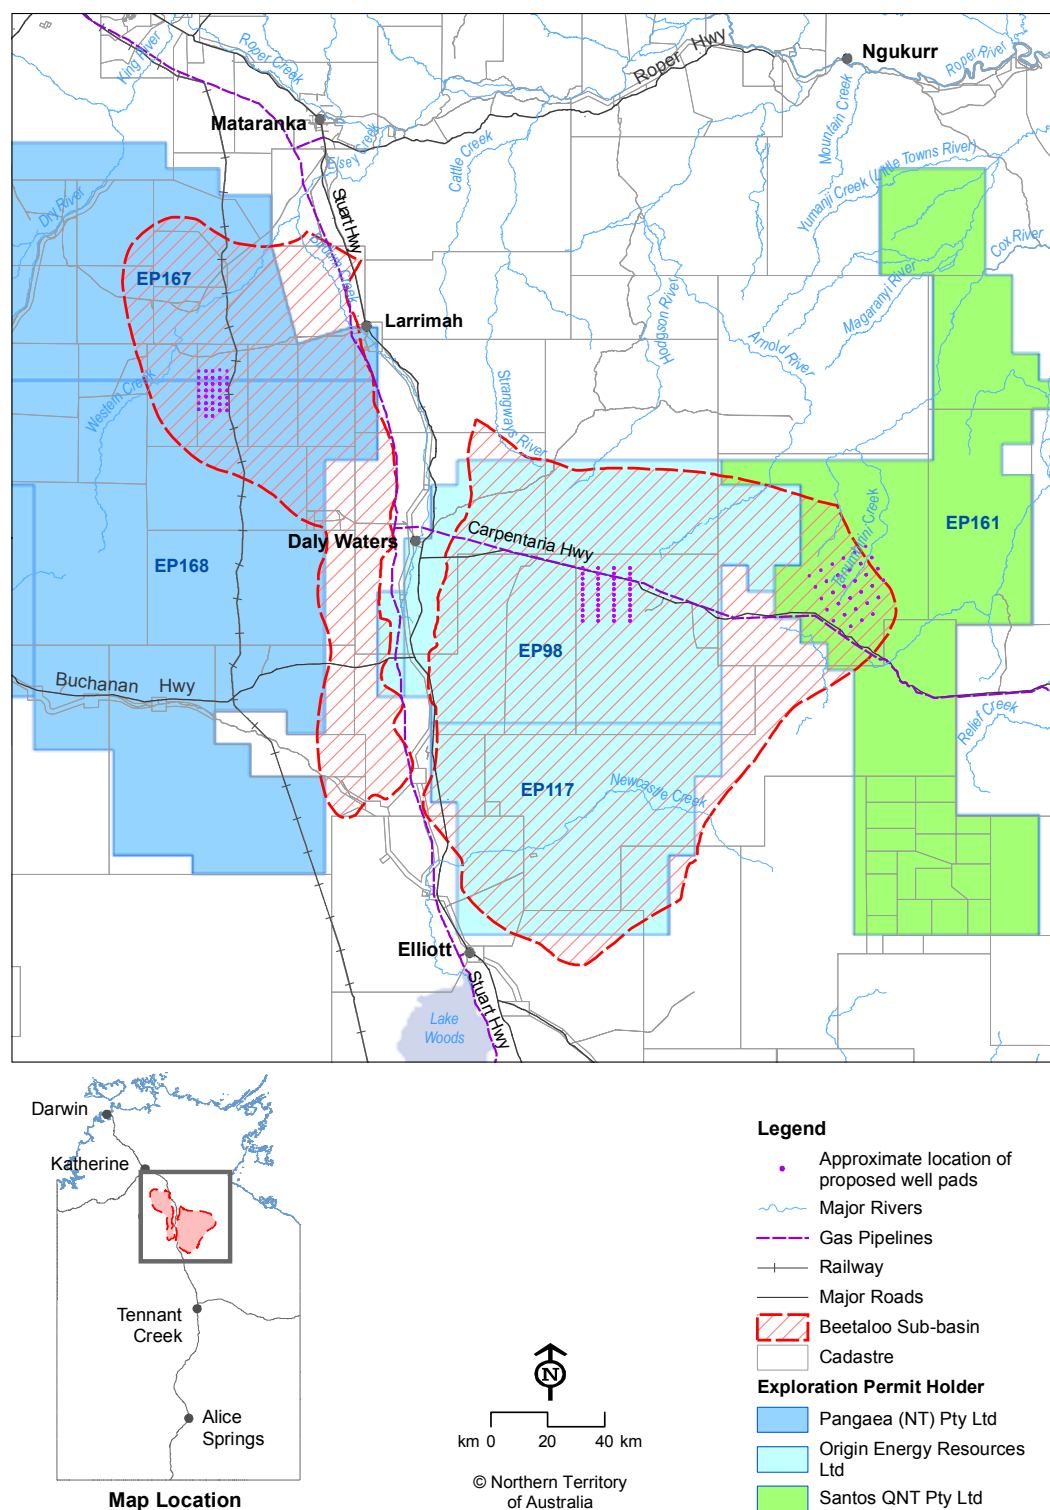 King River
Roper Creek
Roper Hwy
Ngukurr
Roper River
Mataranka
Elsey Creek
Cattle Creek
Mountain Creek
Yumanji Creek (Little Towns River)
Dry River
Stuart Hwy
Cox River
EP167
Birdum Creek
Magaranyi River
Hodgson River
Larrimah
Arnold River
Western Creek
Strangways River
EP161
Daly Waters
Carpentaria Hwy
Tanumbirini Creek
EP168
EP98
Buchanan Hwy
Relief Creek
EP117
Newcastle Creek
Elliott
Stuart Hwy
Lake
Woods
Darwin
Katherine
Tennant
Creek
Alice
Springs
Map Location
N
km 0 20 40 km
© Northern Territory
of Australia
Legend
Approximate location of
proposed well pads
Major Rivers
Gas Pipelines
Railway
Major Roads
Beetaloo Sub-basin
Cadastre
Exploration Permit Holder
Pangaea (NT) Pty Ltd
Origin Energy Resources
Ltd
Santos QNT Pty Ltd